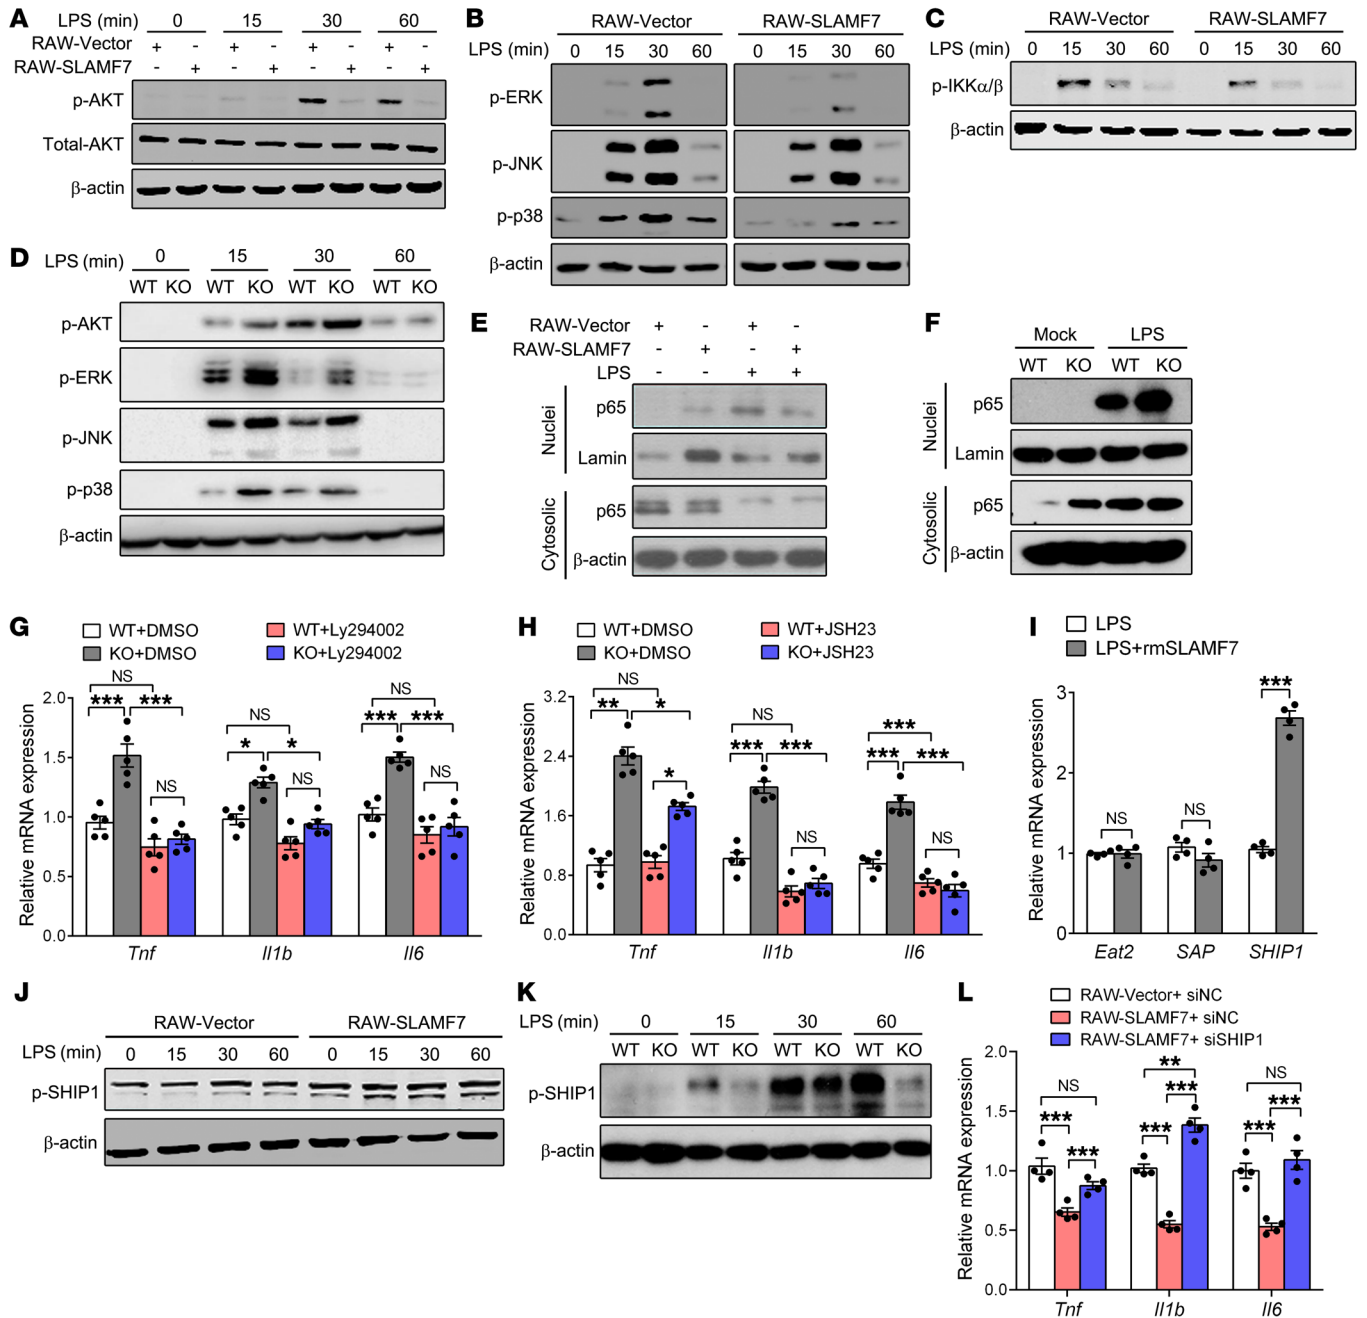 A
LPS (min) 0 15 30 60
RAW-Vector + - + - + - + -
RAW-SLAMF7 - + - + - + - +
p-AKT
Total-AKT
β-actin
B
RAW-Vector RAW-SLAMF7
LPS (min) 0 15 30 60 0 15 30 60
p-ERK
p-JNK
p-p38
β-actin
C
RAW-Vector RAW-SLAMF7
LPS (min) 0 15 30 60 0 15 30 60
p-IKKα/β
β-actin
D
LPS (min) 0 15 30 60
WT KO WT KO WT KO WT KO
p-AKT
p-ERK
p-JNK
p-p38
β-actin
E
RAW-Vector + - + -
RAW-SLAMF7 - + - +
LPS - - + +
Nuclei
p65
Lamin
Cytosolic
p65
β-actin
F
Mock LPS
WT KO WT KO
Nuclei
p65
Lamin
Cytosolic
p65
β-actin
G
WT+DMSO WT+Ly294002
KO+DMSO KO+Ly294002
Relative mRNA expression
2.0
1.5
1.0
0.5
0.0
NS
*** ***
NS
NS
* *
NS
NS
*** ***
NS
Tnf Il1b Il6
H
WT+DMSO WT+JSH23
KO+DMSO KO+JSH23
Relative mRNA expression
3.2
2.4
1.6
0.8
0.0
NS
** *
*
NS
*** ***
NS
***
*** ***
NS
Tnf Il1b Il6
I
LPS
LPS+rmSLAMF7
Relative mRNA expression
3
2
1
0
NS
NS
***
Eat2 SAP SHIP1
J
RAW-Vector RAW-SLAMF7
LPS (min) 0 15 30 60 0 15 30 60
p-SHIP1
β-actin
K
LPS (min) 0 15 30 60
WT KO WT KO WT KO WT KO
p-SHIP1
β-actin
L
RAW-Vector+ siNC
RAW-SLAMF7+ siNC
RAW-SLAMF7+ siSHIP1
Relative mRNA expression
2.0
1.5
1.0
0.5
0.0
NS
***
***
**
***
***
NS
***
***
Tnf Il1b Il6